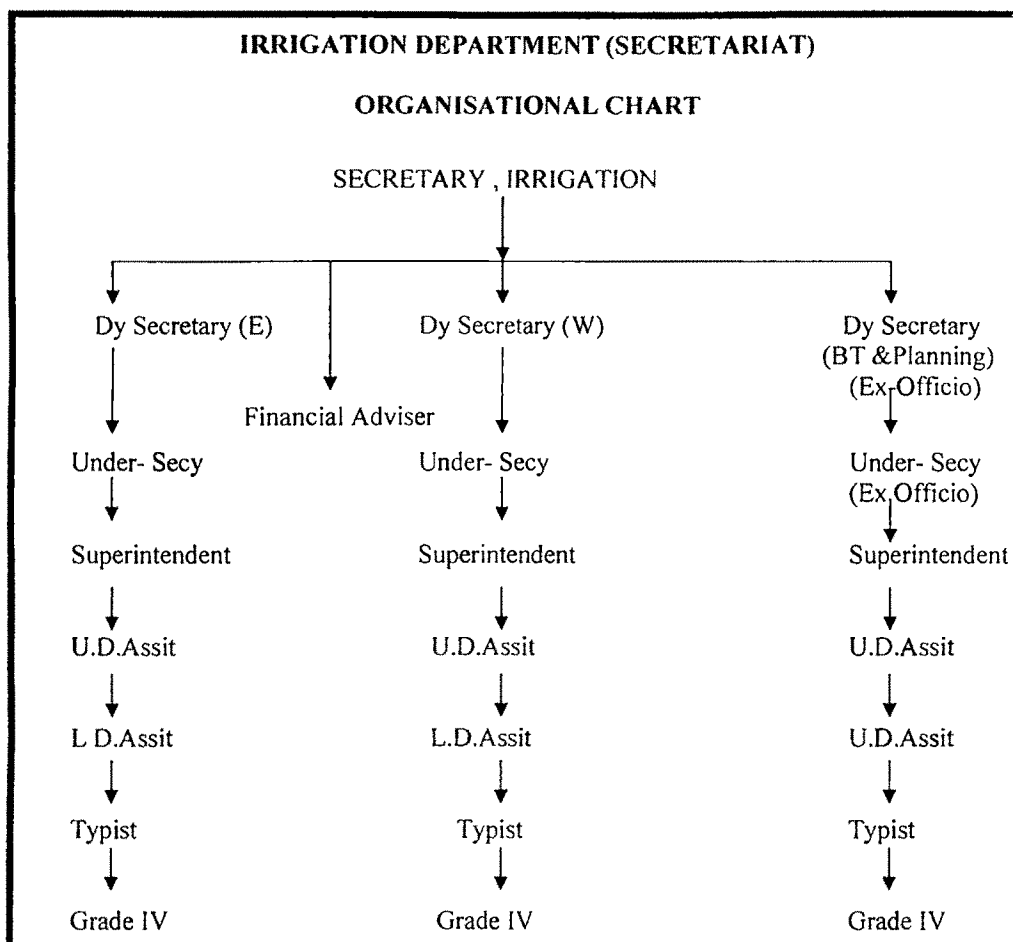 IRRIGATION DEPARTMENT (SECRETARIAT)
ORGANISATIONAL CHART
SECRETARY , IRRIGATION
Dy Secretary (E)
Dy Secretary (W)
Dy Secretary
(BT &Planning)
(Ex-Officio)
Financial Adviser
Under- Secy
Under- Secy
Under- Secy
(Ex Officio)
Superintendent
Superintendent
Superintendent
U.D.Assit
U.D.Assit
U.D.Assit
L D.Assit
L.D.Assit
U.D.Assit
Typist
Typist
Typist
Grade IV
Grade IV
Grade IV